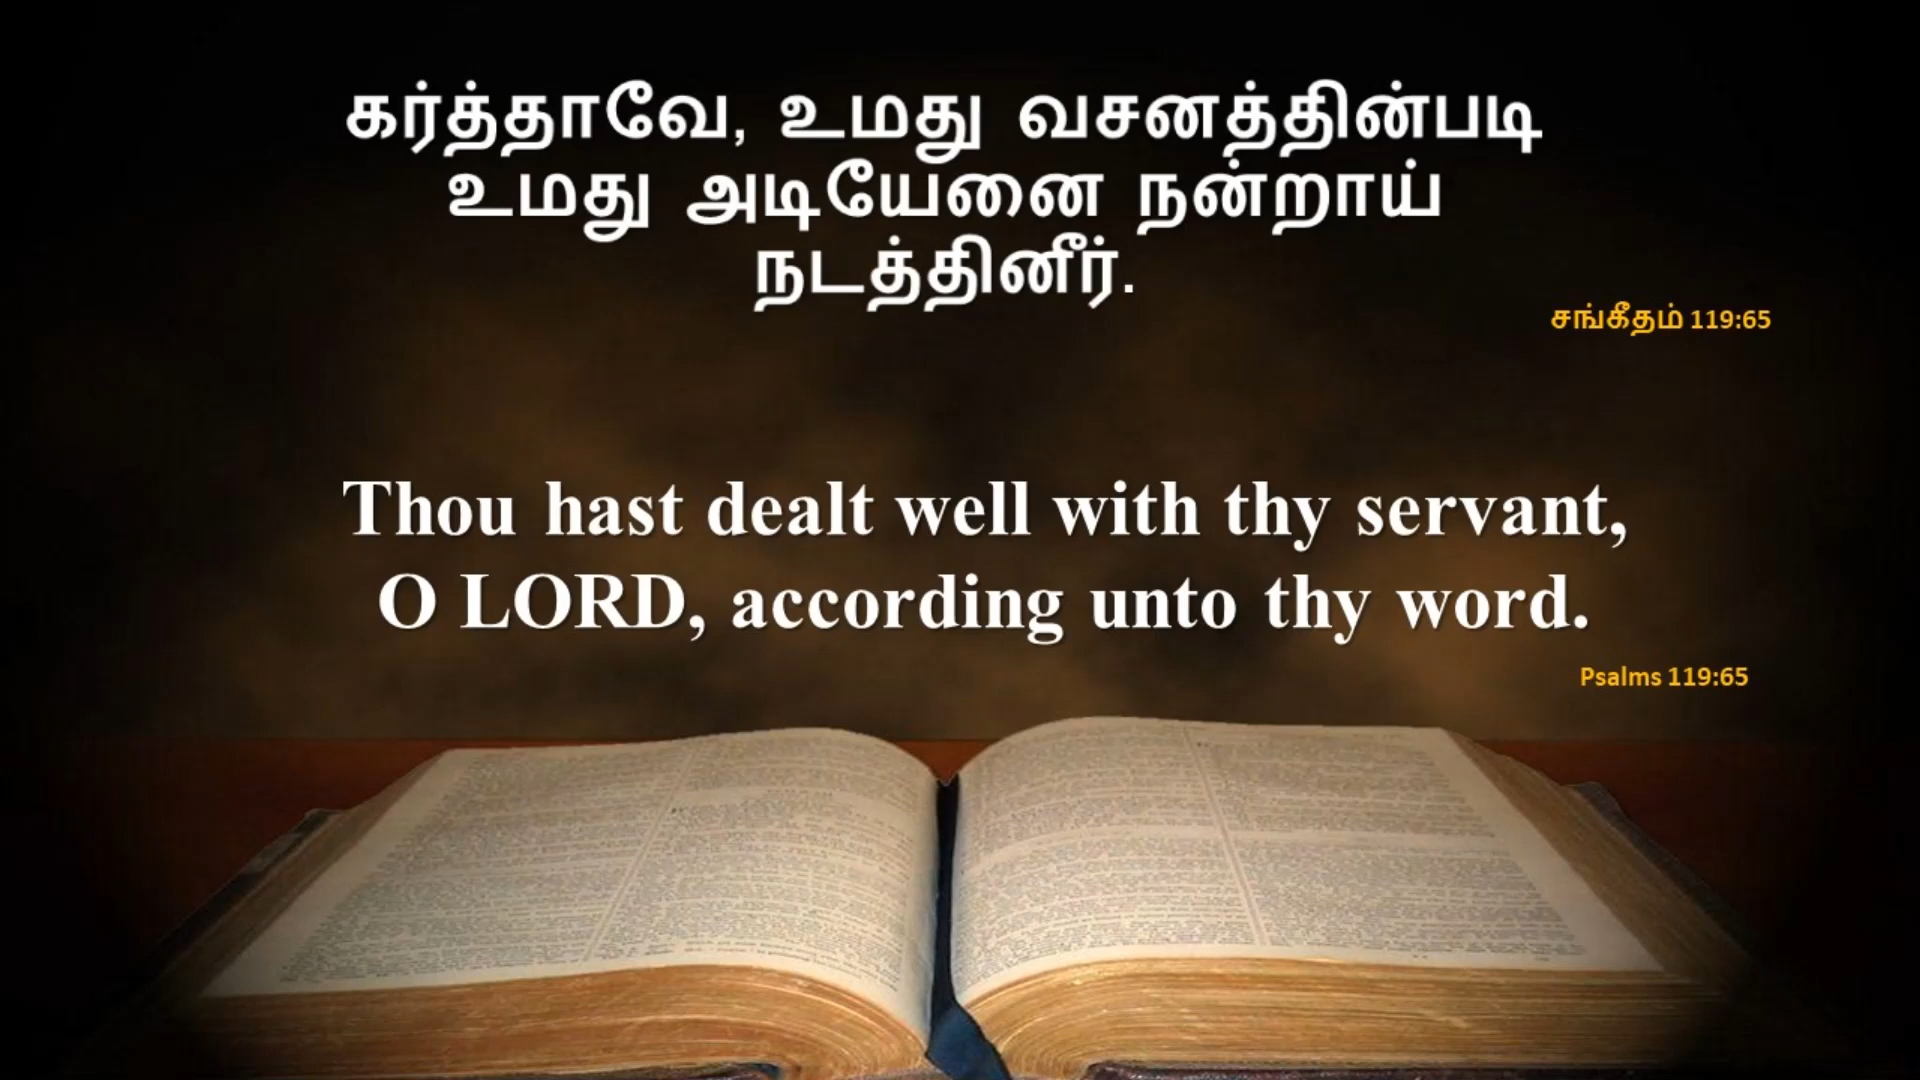 கர்த்தாவே, உமது வசனத்தின்படி
உமது அடியேனை நன்றாய்
நடத்தினீர்.
சங்கீதம் 119:65
Thou hast dealt well with thy servant,
O LORD, according unto thy word.
Psalms 119:65